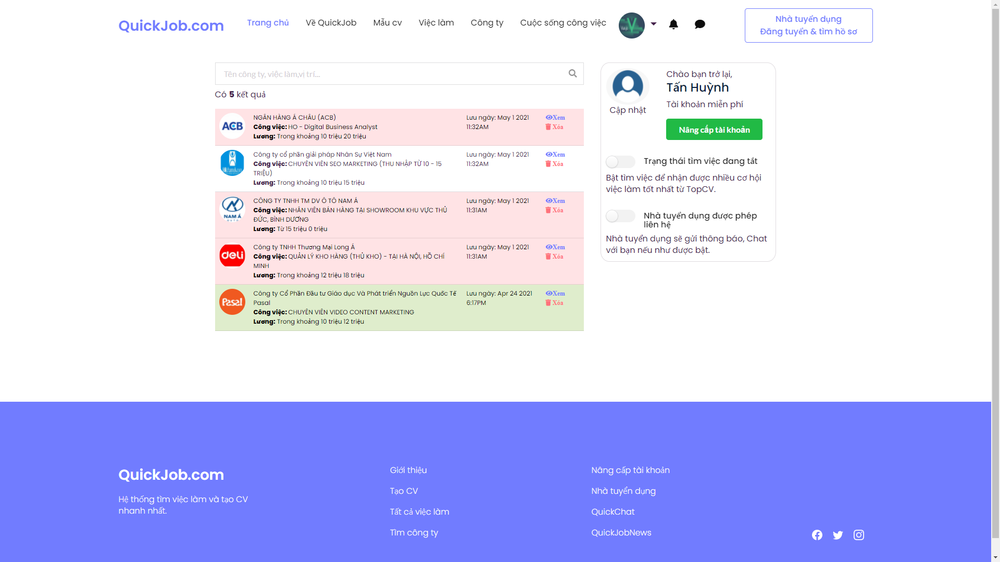 QuickJob.com
Trang chủ
Về QuickJob
Mẫu cv
Việc làm
Công ty
Cuộc sống công việc
Nhà tuyển dụng
Đăng tuyển & tìm hồ sơ
Tên công ty, việc làm,vị trí...
Có 5 kết quả
ACB
NGÂN HÀNG Á CHÂU (ACB)
Công việc: HO - Digital Business Analyst
Lương: Trong khoảng 10 triệu 20 triệu
Lưu ngày: May 1 2021
11:32AM
Xem
Xóa
Công ty cổ phần giải pháp Nhân Sự Việt Nam
Công việc: CHUYÊN VIÊN SEO MARKETING (THU NHẬP TỪ 10 - 15
TRIỆU)
Lương: Trong khoảng 10 triệu 15 triệu
Lưu ngày: May 1 2021
11:32AM
Xem
Xóa
NAM Á
auto
CÔNG TY TNHH TM DV Ô TÔ NAM Á
Công việc: NHÂN VIÊN BÁN HÀNG TẠI SHOWROOM KHU VỰC THỦ
ĐỨC, BÌNH DƯƠNG
Lương: Từ 15 triệu 0 triệu
Lưu ngày: May 1 2021
11:31AM
Xem
Xóa
deli
Công ty TNHH Thương Mại Long Á
Công việc: QUẢN LÝ KHO HÀNG (THỦ KHO) - TẠI HÀ NỘI, HỒ CHÍ
MINH
Lương: Trong khoảng 12 triệu 18 triệu
Lưu ngày: May 1 2021
11:31AM
Xem
Xóa
Pasal
Công ty Cổ Phần Đầu tư Giáo dục Và Phát triển Nguồn Lực Quốc Tế
Pasal
Công việc: CHUYÊN VIÊN VIDEO CONTENT MARKETING
Lương: Trong khoảng 10 triệu 12 triệu
Lưu ngày: Apr 24 2021
6:17PM
Xem
Xóa
Cập nhật
Chào bạn trở lại,
Tấn Huỳnh
Tài khoản miễn phí
Nâng cấp tài khoản
Trạng thái tìm việc đang tắt
Bật tìm việc để nhận được nhiều cơ hội
việc làm tốt nhất từ TopCV.
Nhà tuyển dụng được phép
liên hệ
Nhà tuyển dụng sẽ gửi thông báo, Chat
với bạn nếu như được bật.
QuickJob.com
Hệ thống tìm việc làm và tạo CV
nhanh nhất.
Giới thiệu
Tạo CV
Tất cả việc làm
Tìm công ty
Nâng cấp tài khoản
Nhà tuyển dụng
QuickChat
QuickJobNews